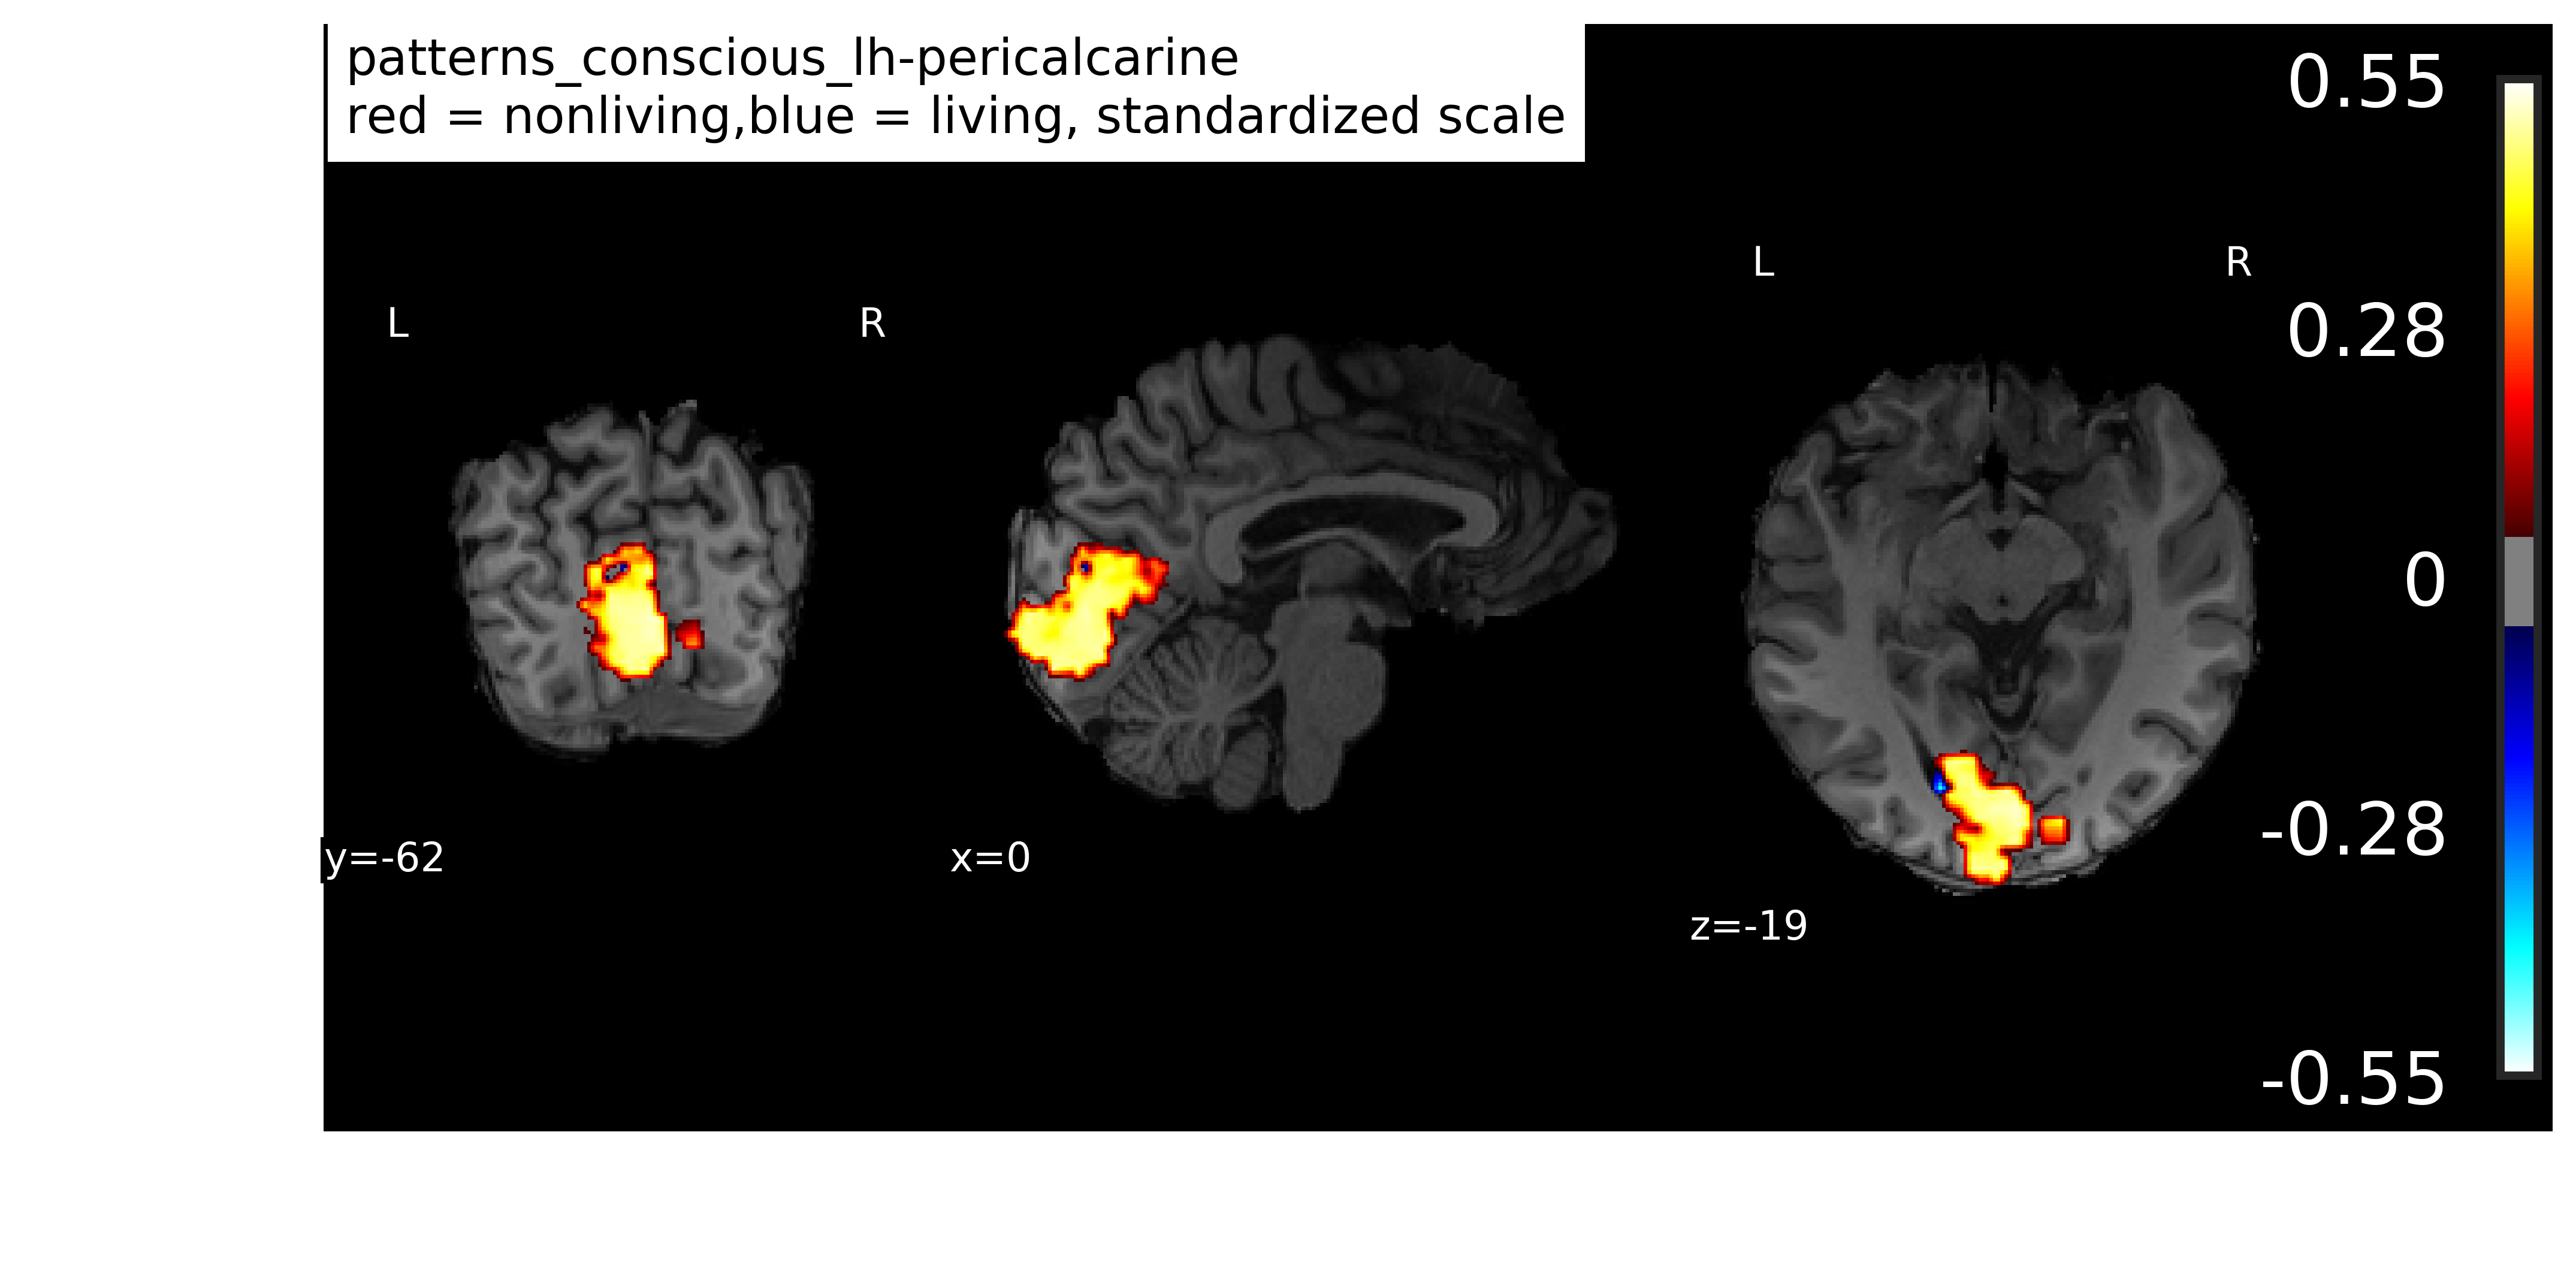 patterns_conscious_lh-pericalcarine
red = nonliving,blue = living, standardized scale
L
R
L
R
y=-62
x=0
z=-19
0.55
0.28
0
-0.28
-0.55